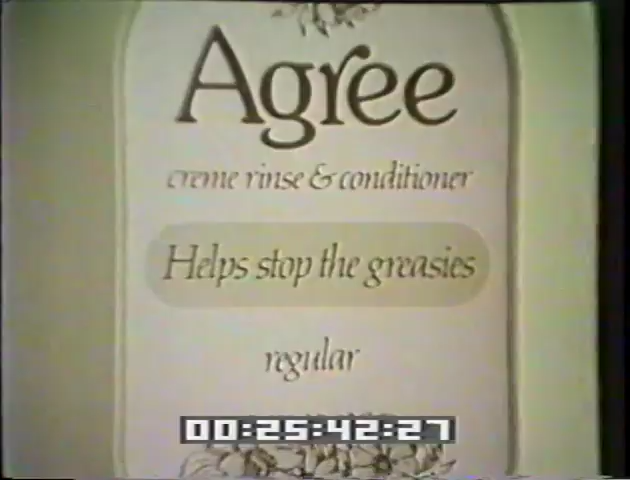 Agree
creme rinse & conditioner
Helps stop the greasies
regular
00:25:42:27